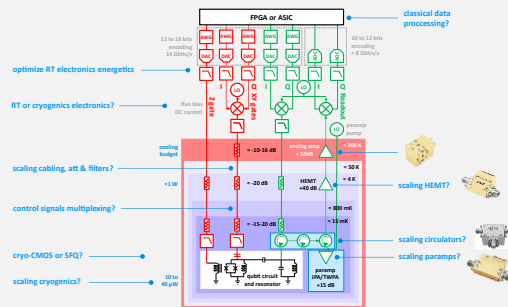 FPGA or ASIC
classical data
proccessing?
12 to 16 bits
encoding
14 Gbits/s
AWG AWG AWG AWG AWG
DAC DAC DAC DAC DAC ADC ADC
10 to 12 bits
encoding
< 8 Gbits/s
optimize RT electronics energetics
I Q I Q I Q
LO LO LO
Z gate
XY gates
Readout
RT or cryogenics electronics?
flux bias
DC current
param
pump
cooling
budget
≈ -10-16 dB
analog amp
+ 50dB
≈ 300 K
≈ 50 K
scaling cabling, att & filters?
≈1 W
≈ -20 dB
HEMT
+40 dB
≈ 4 K
scaling HEMT?
control signals multiplexing?
≈ 800 mK
≈ -15-20 dB
≈ 15 mK
scaling circulators?
cryo-CMOS or SFQ?
scaling paramps?
scaling cryogenics?
10 to
40 μW
qubit circuit
and resonator
paramp
JPA/TWPA
+15 dB